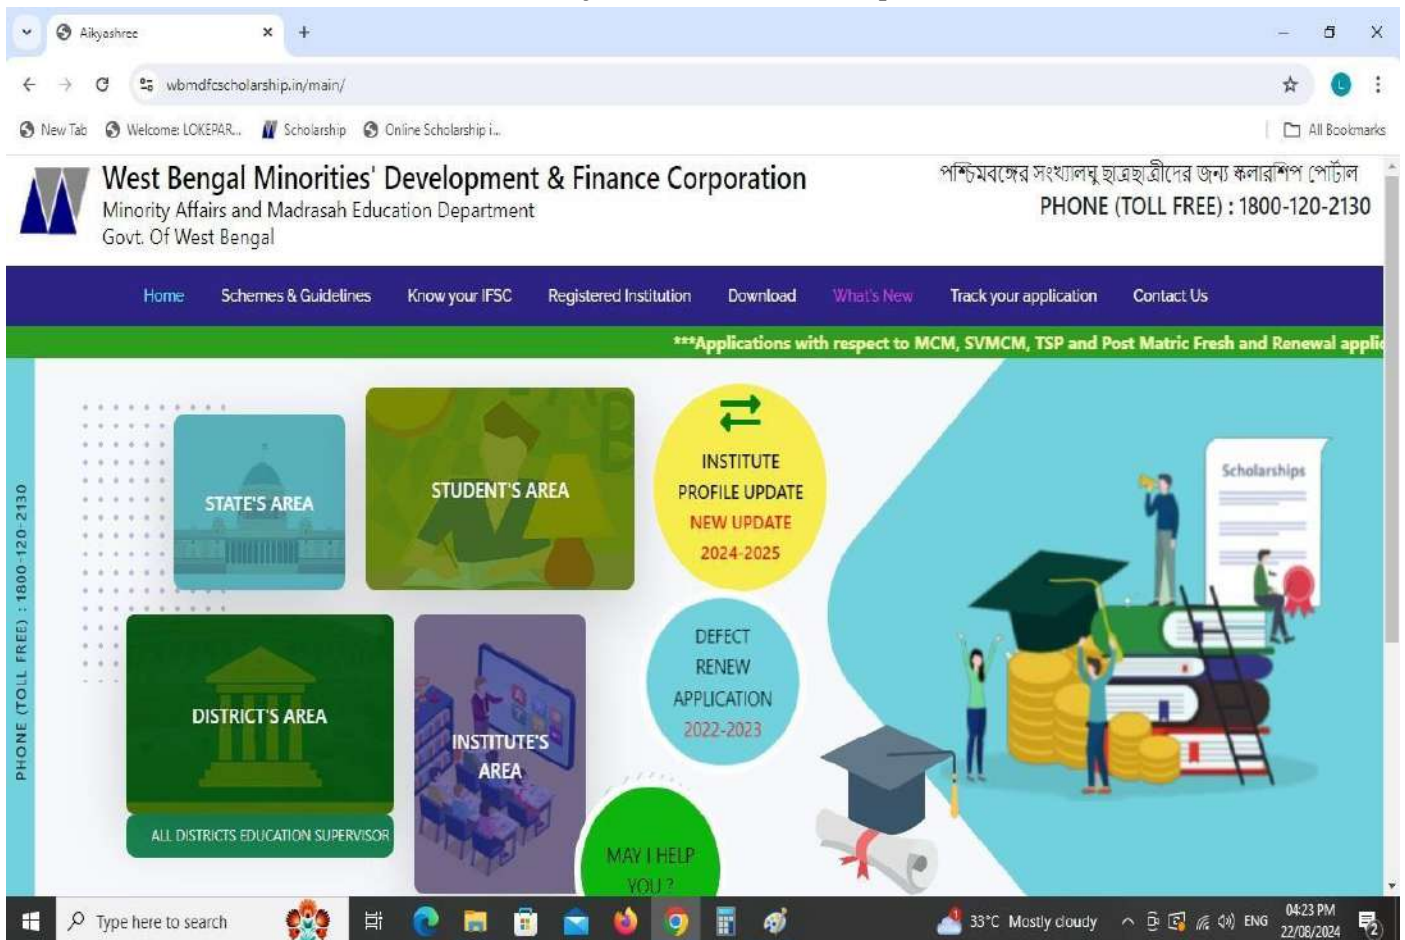 Aikyashree
wbmdfcscholarship.in/main/
New Tab Welcome: LOKEPAR... Scholarship Online Scholarship i... All Bookmarks
West Bengal Minorities' Development & Finance Corporation
Minority Affairs and Madrasah Education Department
Govt. Of West Bengal
পশ্চিমবঙ্গের সংখ্যালঘু ছাত্রছাত্রীদের জন্য স্কলারশিপ পোর্টাল
PHONE (TOLL FREE) : 1800-120-2130
Home Schemes & Guidelines Know your IFSC Registered Institution Download What's New Track your application Contact Us
***Applications with respect to MCM, SVMCM, TSP and Post Matric Fresh and Renewal applic
PHONE (TOLL FREE) : 1800-120-2130
STATE'S AREA
STUDENT'S AREA
INSTITUTE
PROFILE UPDATE
NEW UPDATE
2024-2025
Scholarships
DISTRICT'S AREA
ALL DISTRICTS EDUCATION SUPERVISOR
INSTITUTE'S
AREA
DEFECT
RENEW
APPLICATION
2022-2023
MAY I HELP
YOU ?
Type here to search
33°C Mostly cloudy
ENG
04:23 PM
22/08/2024
2